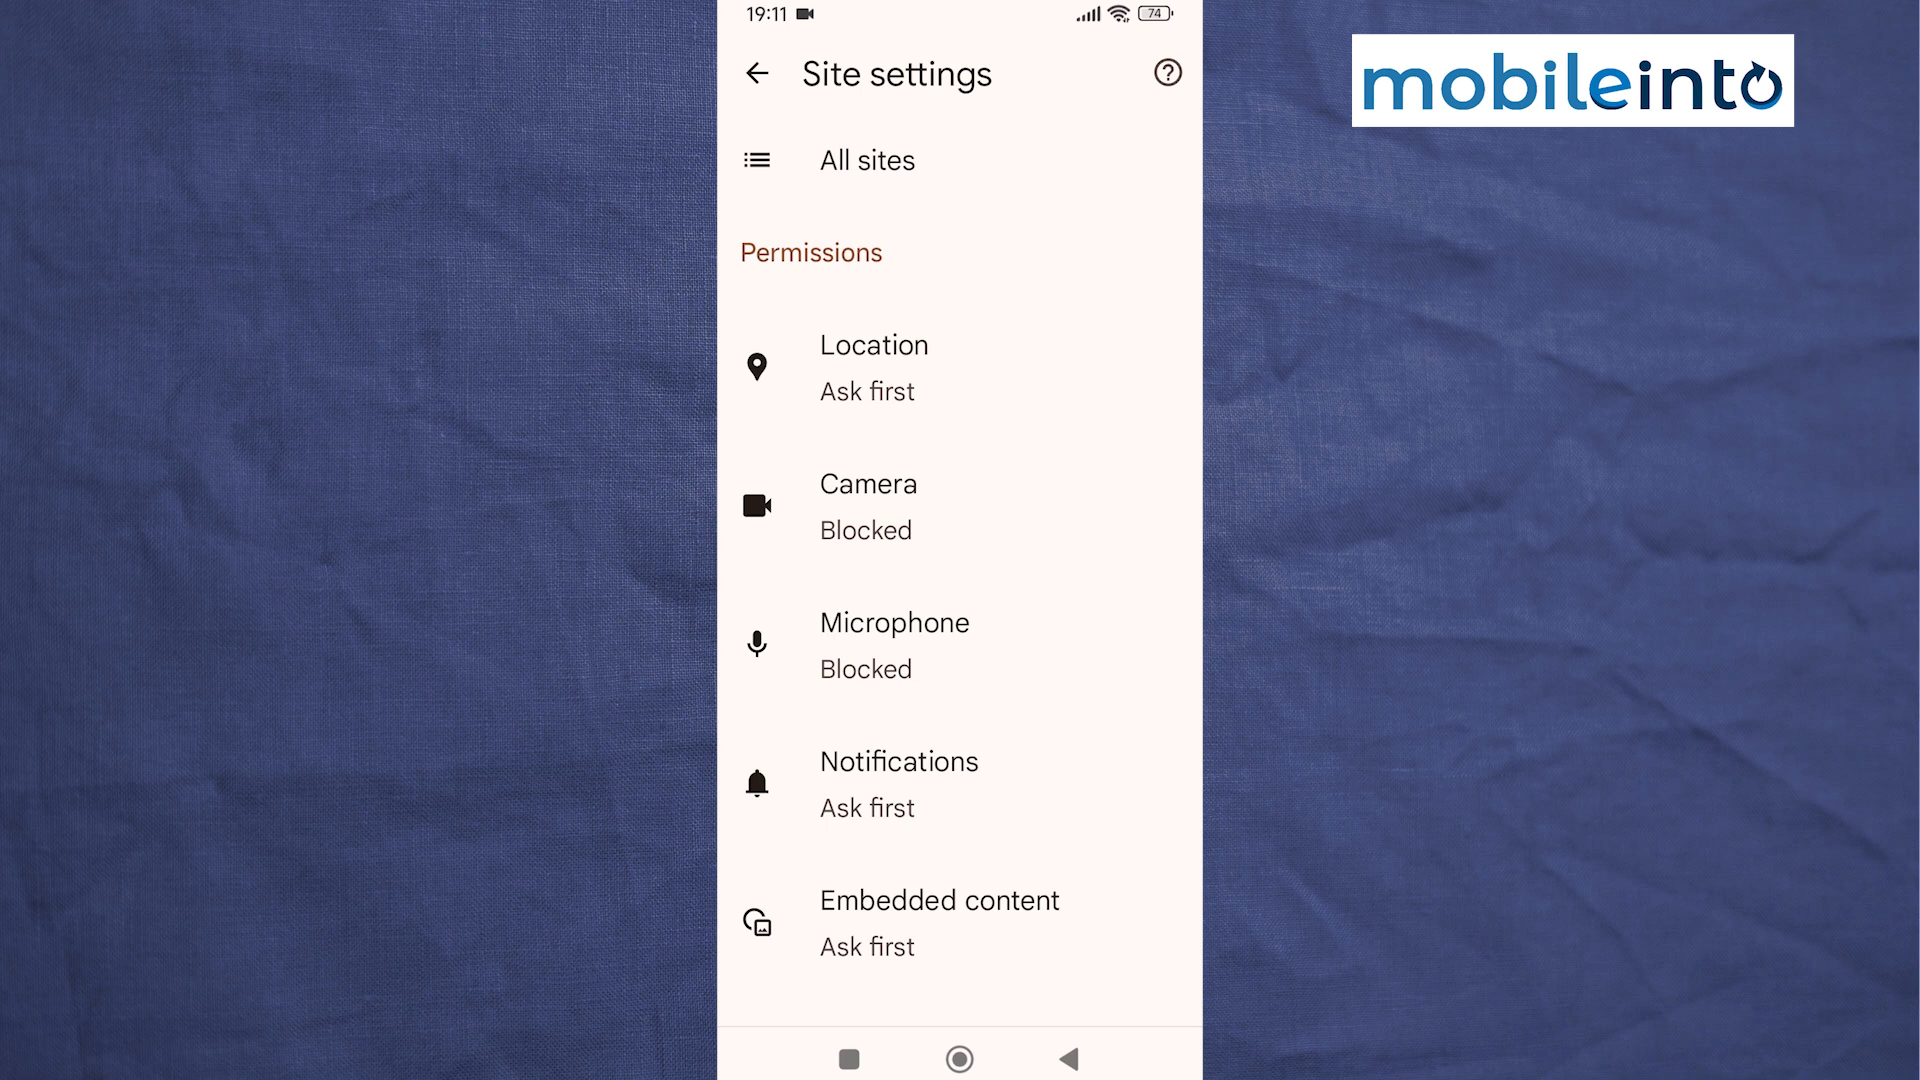 19:11
74
Site settings
mobileinto
All sites
Permissions
Location
Ask first
Camera
Blocked
Microphone
Blocked
Notifications
Ask first
Embedded content
Ask first